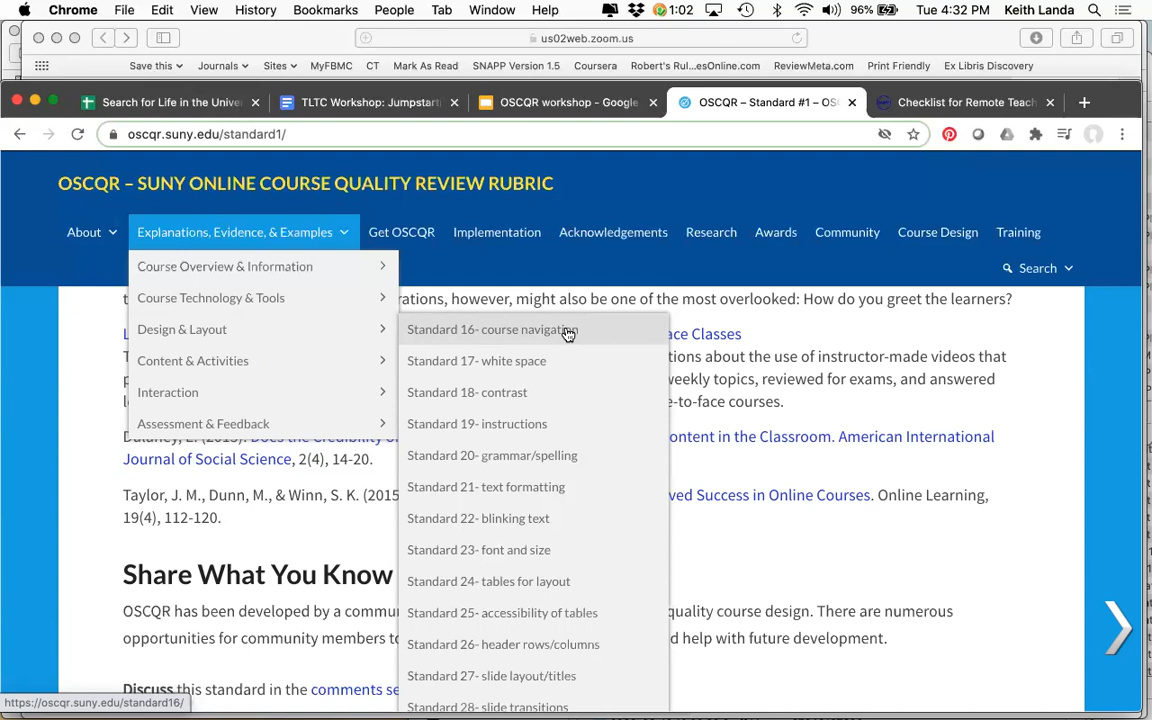 Chrome File Edit View History Bookmarks People Tab Window Help 1:02 96% Tue 4:32 PM Keith Landa
us02web.zoom.us
Save this Journals Sites MyFBMC CT Mark As Read SNAPP Version 1.5 Coursera Robert's Rul...esOnline.com ReviewMeta.com Print Friendly Ex Libris Discovery
Search for Life in the Unive TLTC Workshop: Jumpstart OSCQR workshop – Google OSCQR – Standard #1 – OS Checklist for Remote Teach
oscqr.suny.edu/standard1/
OSCQR – SUNY ONLINE COURSE QUALITY REVIEW RUBRIC
About Explanations, Evidence, & Examples Get OSCQR Implementation Acknowledgements Research Awards Community Course Design Training
Search
Course Overview & Information
Course Technology & Tools
Design & Layout
Content & Activities
Interaction
Assessment & Feedback
Standard 16- course navigation
Standard 17- white space
Standard 18- contrast
Standard 19- instructions
Standard 20- grammar/spelling
Standard 21- text formatting
Standard 22- blinking text
Standard 23- font and size
Standard 24- tables for layout
Standard 25- accessibility of tables
Standard 26- header rows/columns
Standard 27- slide layout/titles
Standard 28- slide transitions
rations, however, might also be one of the most overlooked: How do you greet the learners?
ace Classes
tions about the use of instructor-made videos that
weekly topics, reviewed for exams, and answered
e-to-face courses.
ontent in the Classroom. American International
Journal of Social Science, 2(4), 14-20.
Taylor, J. M., Dunn, M., & Winn, S. K. (2015 ved Success in Online Courses. Online Learning,
19(4), 112-120.
Share What You Know
OSCQR has been developed by a commu quality course design. There are numerous
opportunities for community members to d help with future development.
Discuss this standard in the comments se
https://oscqr.suny.edu/standard16/